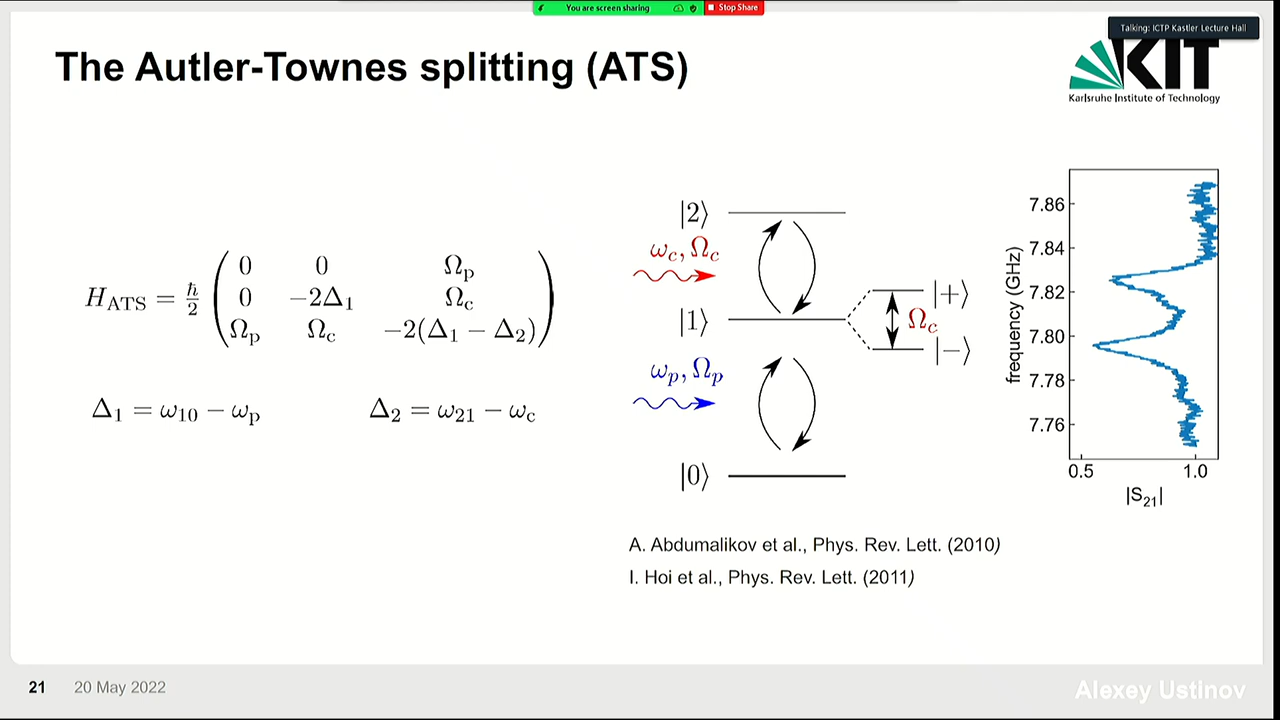 You are screen sharing
Stop Share
Talking: ICTP Kastler Lecture Hall
The Autler-Townes splitting (ATS)
KIT
Karlsruhe Institute of Technology
H_ATS = ħ/2 ( 0 0 Ω_p
0 −2Δ_1 Ω_c
Ω_p Ω_c −2(Δ_1 − Δ_2) )
Δ_1 = ω_10 − ω_p
Δ_2 = ω_21 − ω_c
|2⟩
ω_c, Ω_c
|1⟩
|+⟩
Ω_c
|−⟩
ω_p, Ω_p
|0⟩
frequency (GHz)
7.86
7.84
7.82
7.80
7.78
7.76
0.5 1.0
|S_21|
A. Abdumalikov et al., Phys. Rev. Lett. (2010)
I. Hoi et al., Phys. Rev. Lett. (2011)
21 20 May 2022
Alexey Ustinov